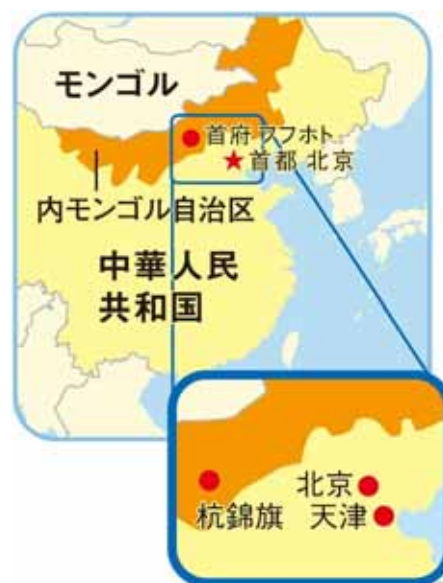 モンゴル
首府 フフホト
首都 北京
内モンゴル自治区
中華人民
共和国
北京
杭錦旗 天津